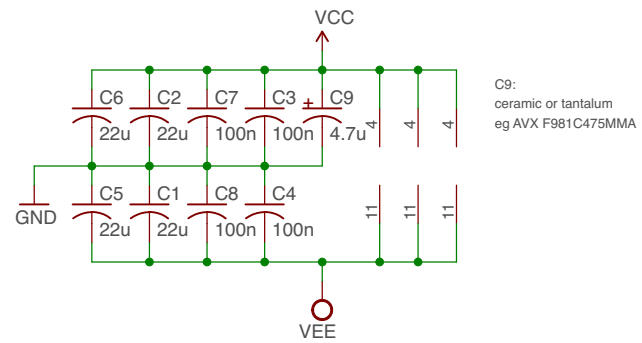 VCC
C6 C2 C7 C3 + C9
22u 22u 100n 100n 4.7u 4 4 4
C9:
ceramic or tantalum
eg AVX F981C475MMA
GND
C5 C1 C8 C4
22u 22u 100n 100n 11 11 11
VEE